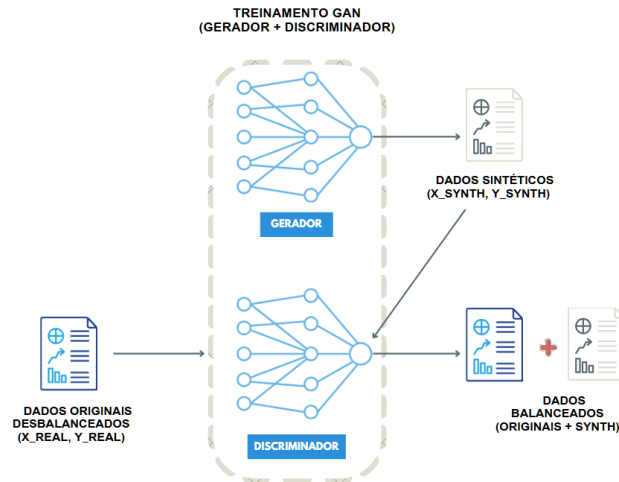 TREINAMENTO GAN
(GERADOR + DISCRIMINADOR)
GERADOR
DADOS SINTÉTICOS
(X_SYNTH, Y_SYNTH)
DADOS ORIGINAIS
DESBALANCEADOS
(X_REAL, Y_REAL)
DISCRIMINADOR
DADOS
BALANCEADOS
(ORIGINAIS + SYNTH)